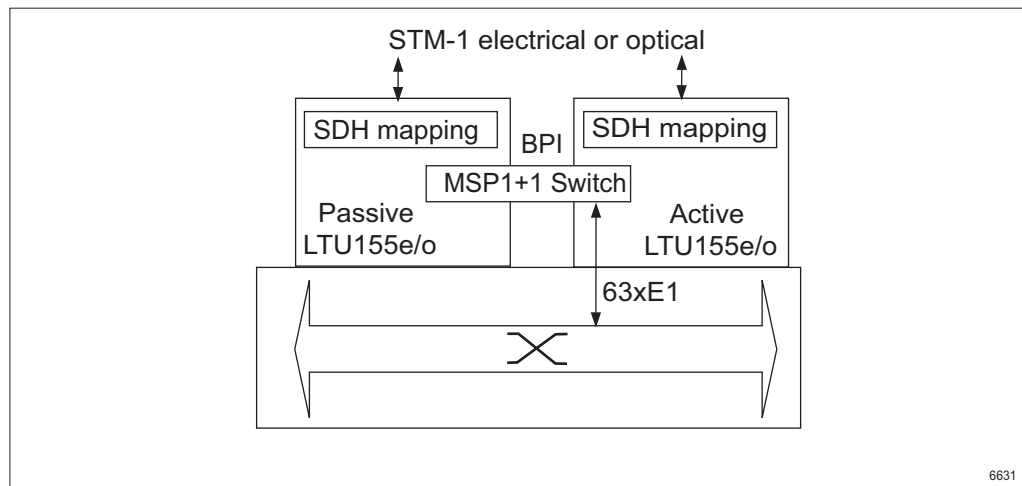 STM-1 electrical or optical
SDH mapping
SDH mapping
BPI
MSP1+1 Switch
Passive
LTU155e/o
Active
LTU155e/o
63xE1
6631